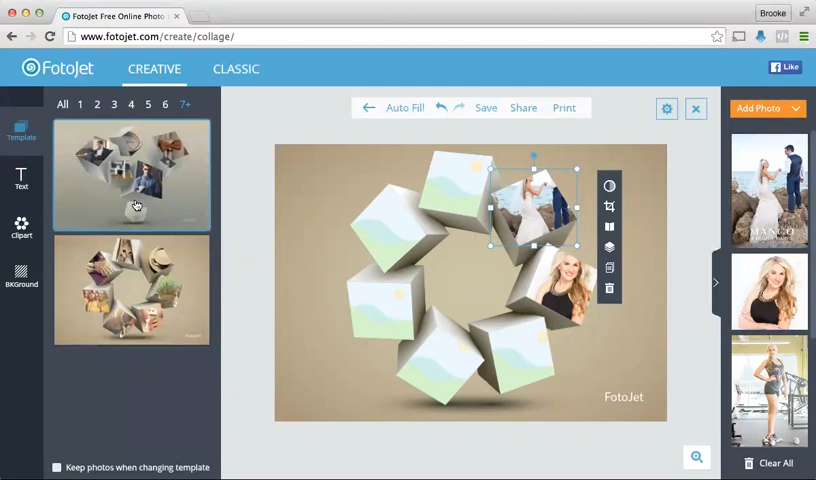 FotoJet Free Online Photo
Brooke
www.fotojet.com/create/collage/
FotoJet
CREATIVE
CLASSIC
Like
All 1 2 3 4 5 6 7+
Auto Fill
Save
Share
Print
Add Photo
Template
Text
Clipart
BKGround
MANGO
FotoJet
Keep photos when changing template
Clear All